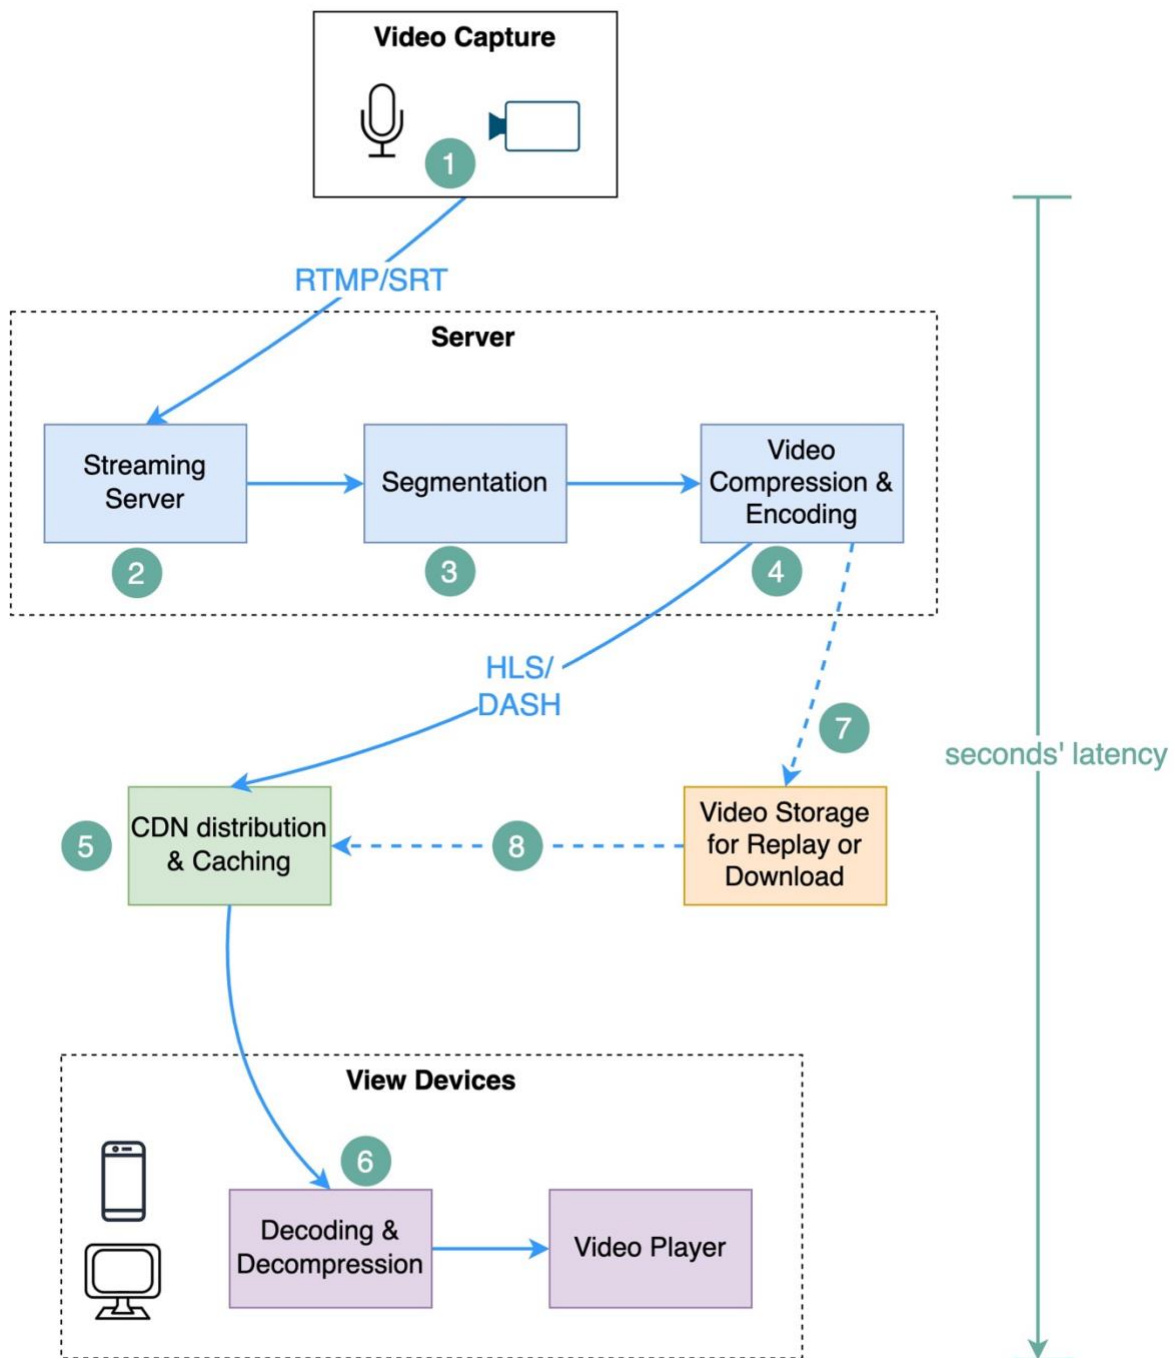 Video Capture
1
RTMP/SRT
Server
Streaming
Server
Segmentation
Video
Compression &
Encoding
2
3
4
HLS/
DASH
7
seconds' latency
5
CDN distribution
& Caching
8
Video Storage
for Replay or
Download
View Devices
6
Decoding &
Decompression
Video Player